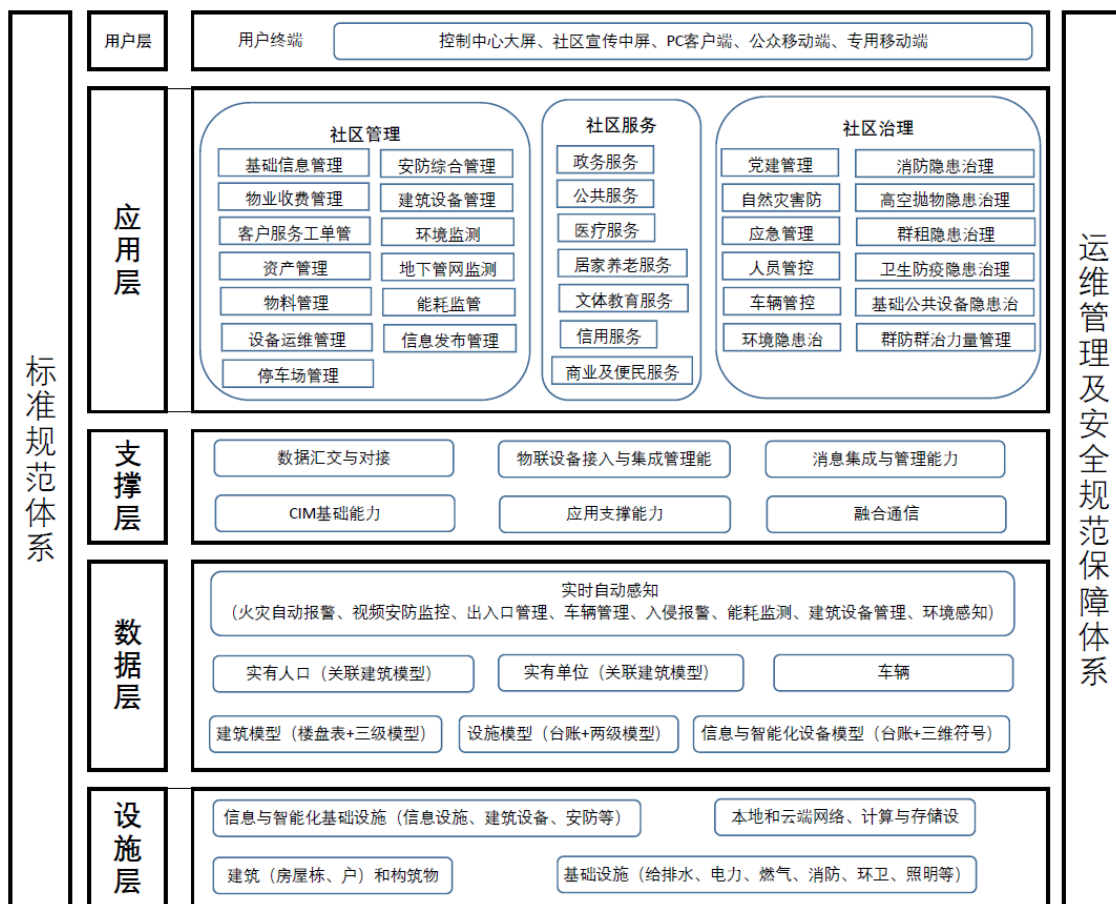 用户层
用户终端
控制中心大屏、社区宣传中屏、PC客户端、公众移动端、专用移动端
标准规范体系
运维管理及安全规范保障体系
应用层
社区管理
基础信息管理
安防综合管理
物业收费管理
建筑设备管理
客户服务工单管
环境监测
资产管理
地下管网监测
物料管理
能耗监管
设备运维管理
信息发布管理
停车场管理
社区服务
政务服务
公共服务
医疗服务
居家养老服务
文体教育服务
信用服务
商业及便民服务
社区治理
党建管理
消防隐患治理
自然灾害防
高空抛物隐患治理
应急管理
群租隐患治理
人员管控
卫生防疫隐患治理
车辆管控
基础公共设备隐患治
环境隐患治
群防群治力量管理
支撑层
数据汇交与对接
物联设备接入与集成管理能
消息集成与管理能力
CIM基础能力
应用支撑能力
融合通信
数据层
实时自动感知
（火灾自动报警、视频安防监控、出入口管理、车辆管理、入侵报警、能耗监测、建筑设备管理、环境感知）
实有人口（关联建筑模型）
实有单位（关联建筑模型）
车辆
建筑模型（楼盘表+三级模型）
设施模型（台账+两级模型）
信息与智能化设备模型（台账+三维符号）
设施层
信息与智能化基础设施（信息设施、建筑设备、安防等）
本地和云端网络、计算与存储设
建筑（房屋栋、户）和构筑物
基础设施（给排水、电力、燃气、消防、环卫、照明等）